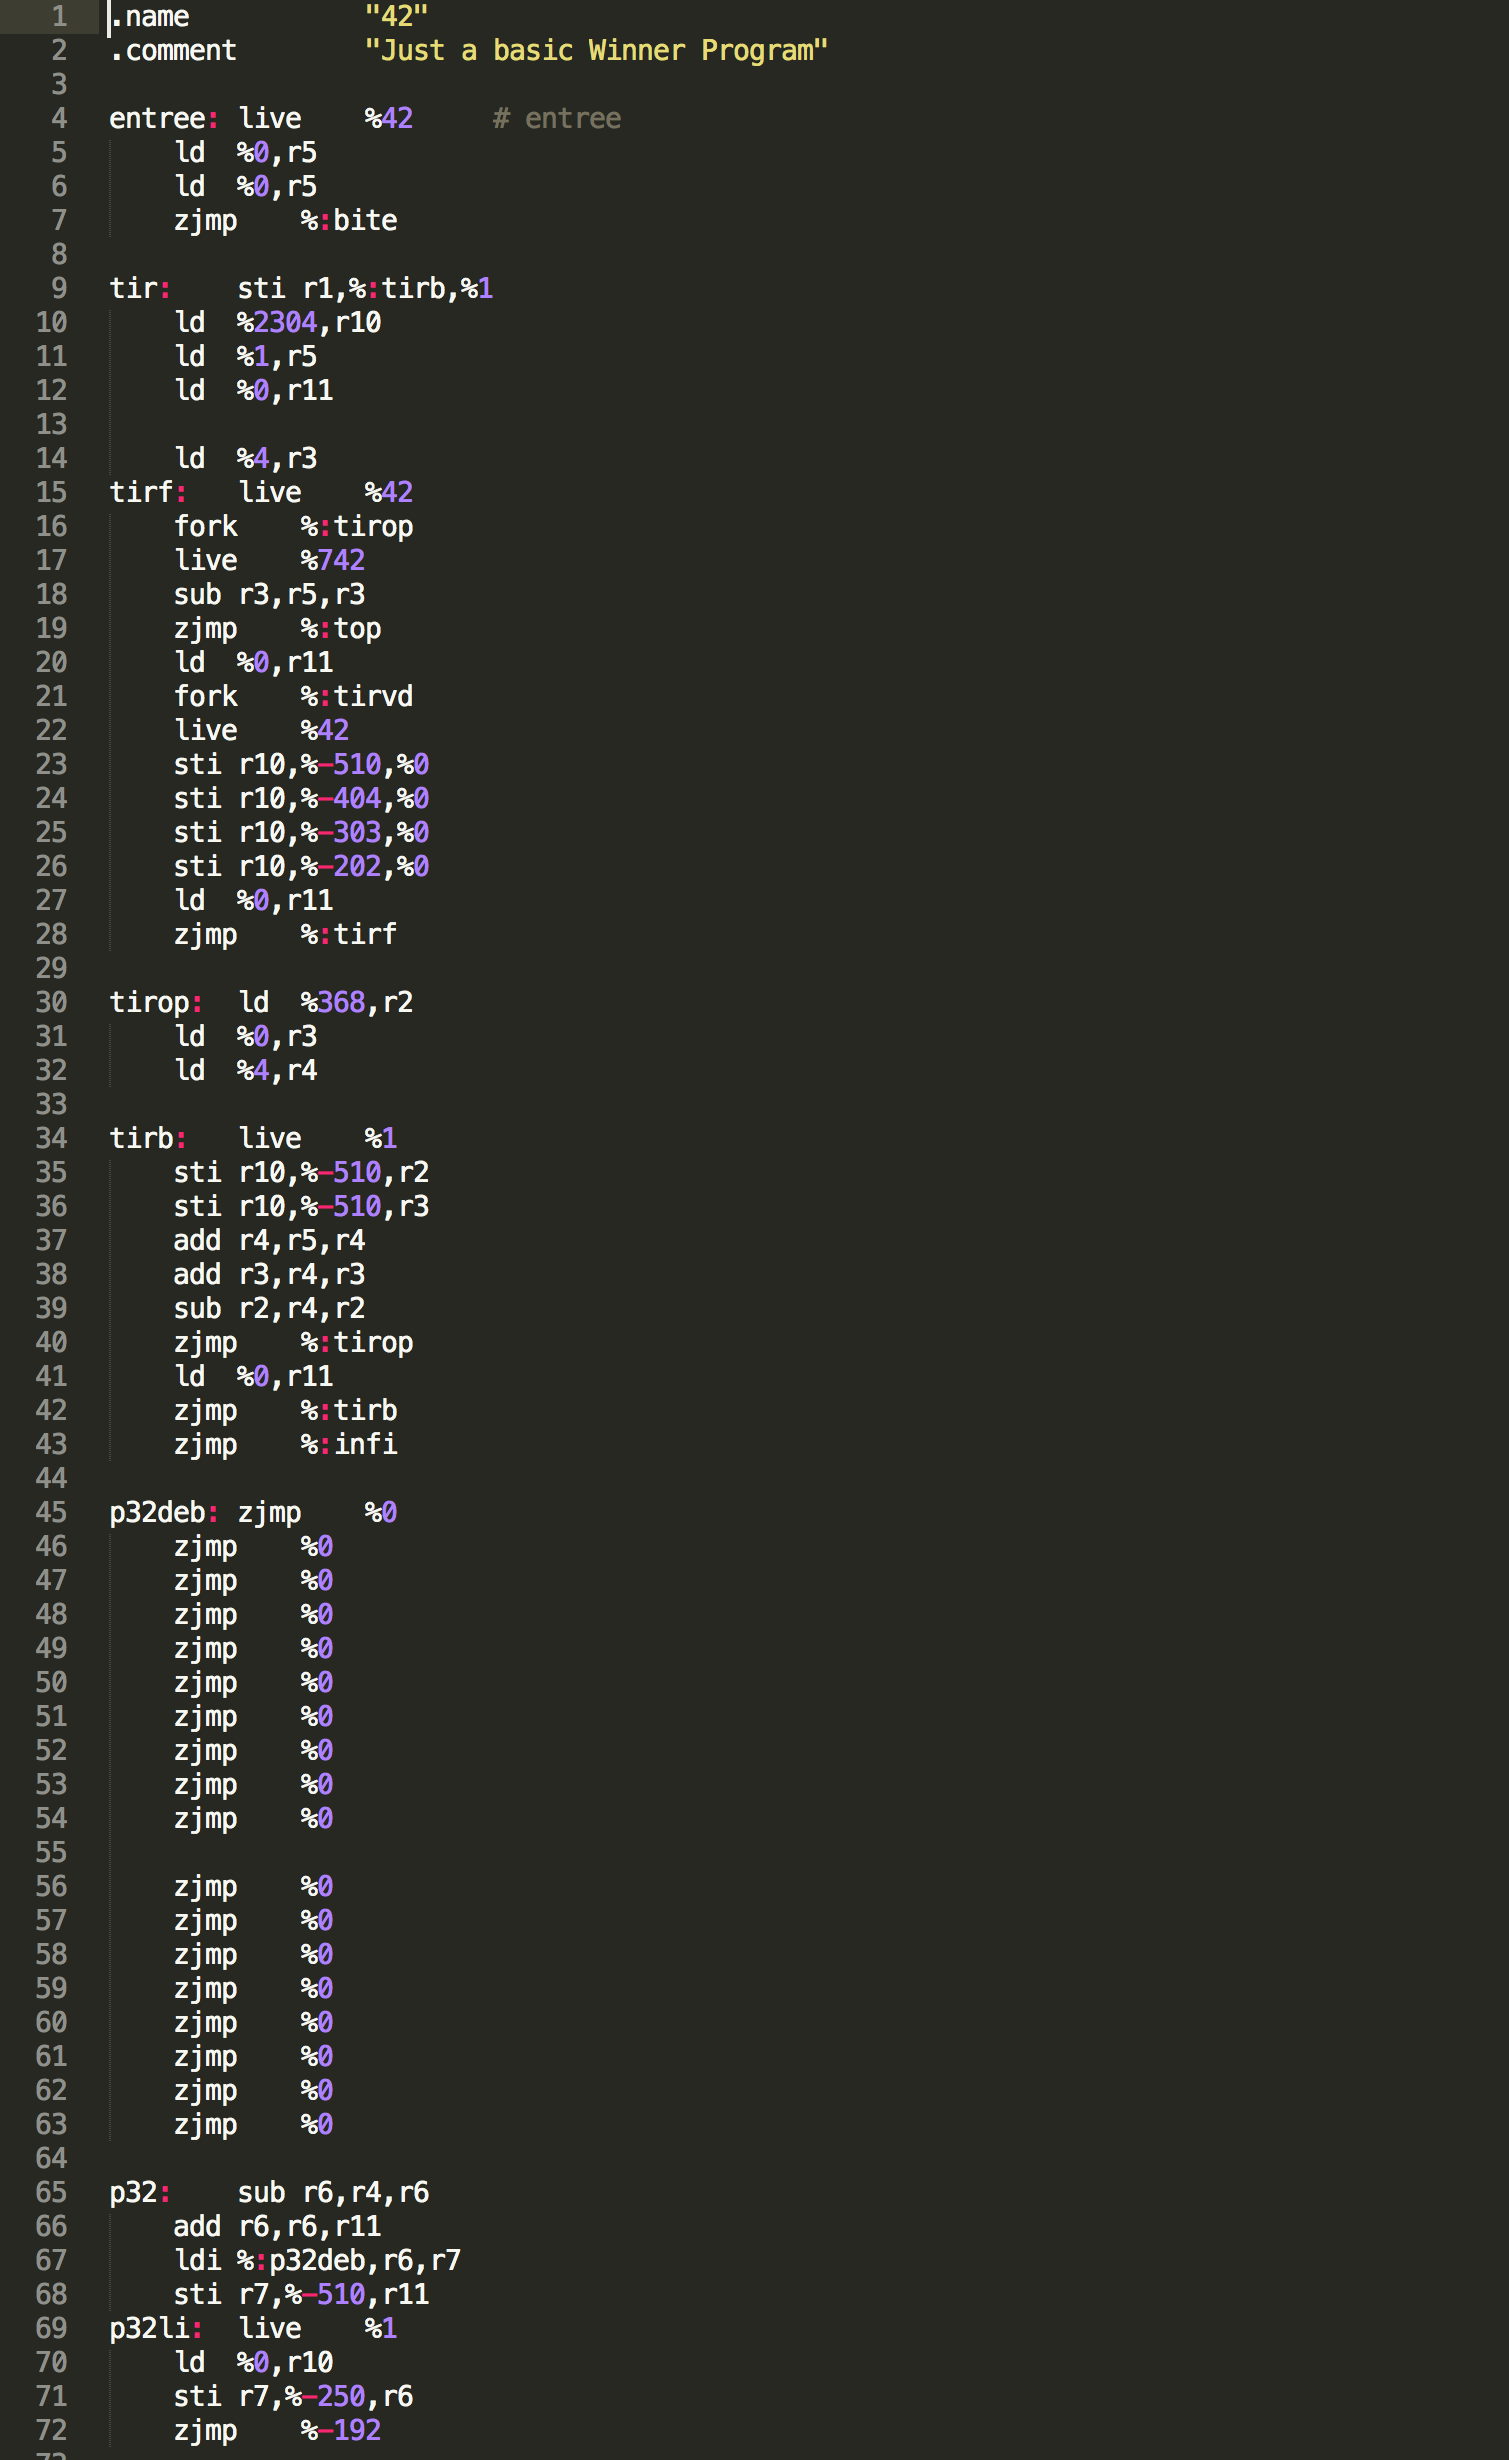 1 .name "42"
2 .comment "Just a basic Winner Program"
3
4 entree: live %42 # entree
5 ld %0,r5
6 ld %0,r5
7 zjmp %:bite
8
9 tir: sti r1,%:tirb,%1
10 ld %2304,r10
11 ld %1,r5
12 ld %0,r11
13
14 ld %4,r3
15 tirf: live %42
16 fork %:tirop
17 live %742
18 sub r3,r5,r3
19 zjmp %:top
20 ld %0,r11
21 fork %:tirvd
22 live %42
23 sti r10,%-510,%0
24 sti r10,%-404,%0
25 sti r10,%-303,%0
26 sti r10,%-202,%0
27 ld %0,r11
28 zjmp %:tirf
29
30 tirop: ld %368,r2
31 ld %0,r3
32 ld %4,r4
33
34 tirb: live %1
35 sti r10,%-510,r2
36 sti r10,%-510,r3
37 add r4,r5,r4
38 add r3,r4,r3
39 sub r2,r4,r2
40 zjmp %:tirop
41 ld %0,r11
42 zjmp %:tirb
43 zjmp %:infi
44
45 p32deb: zjmp %0
46 zjmp %0
47 zjmp %0
48 zjmp %0
49 zjmp %0
50 zjmp %0
51 zjmp %0
52 zjmp %0
53 zjmp %0
54 zjmp %0
55
56 zjmp %0
57 zjmp %0
58 zjmp %0
59 zjmp %0
60 zjmp %0
61 zjmp %0
62 zjmp %0
63 zjmp %0
64
65 p32: sub r6,r4,r6
66 add r6,r6,r11
67 ldi %:p32deb,r6,r7
68 sti r7,%-510,r11
69 p32li: live %1
70 ld %0,r10
71 sti r7,%-250,r6
72 zjmp %-192